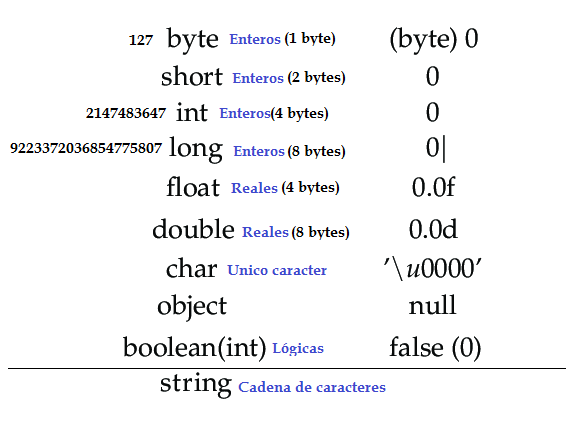 127 byte Enteros (1 byte) (byte) 0
short Enteros (2 bytes) 0
2147483647 int Enteros(4 bytes) 0
9223372036854775807 long Enteros (8 bytes) 0|
float Reales (4 bytes) 0.0f
double Reales (8 bytes) 0.0d
char Unico caracter '\u0000'
object null
boolean(int) Lógicas false (0)
string Cadena de caracteres